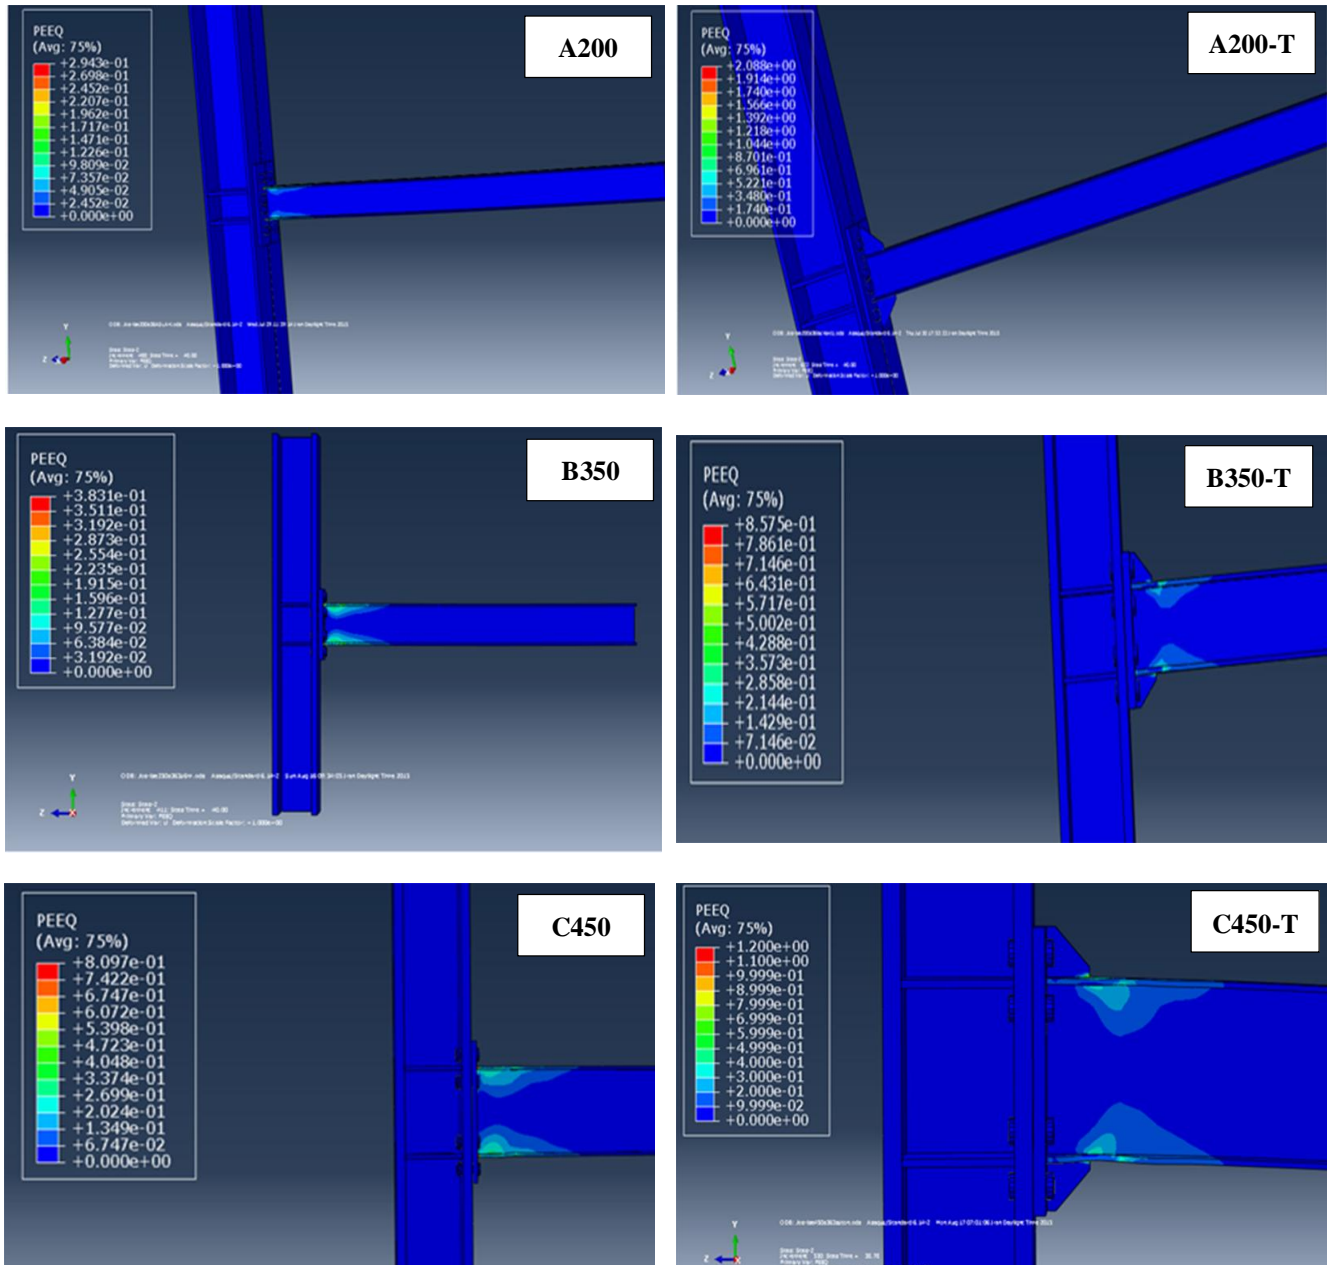 A200
PEEQ
(Avg: 75%)
+2.943e-01
+2.698e-01
+2.452e-01
+2.207e-01
+1.962e-01
+1.717e-01
+1.471e-01
+1.226e-01
+9.809e-02
+7.357e-02
+4.905e-02
+2.452e-02
+0.000e+00
Y
Z
A200-T
PEEQ
(Avg: 75%)
+2.088e+00
+1.914e+00
+1.740e+00
+1.566e+00
+1.392e+00
+1.218e+00
+1.044e+00
+8.701e-01
+6.961e-01
+5.221e-01
+3.480e-01
+1.740e-01
+0.000e+00
Y
Z
B350
PEEQ
(Avg: 75%)
+3.831e-01
+3.511e-01
+3.192e-01
+2.873e-01
+2.554e-01
+2.235e-01
+1.915e-01
+1.596e-01
+1.277e-01
+9.577e-02
+6.384e-02
+3.192e-02
+0.000e+00
Y
Z
B350-T
PEEQ
(Avg: 75%)
+8.575e-01
+7.861e-01
+7.146e-01
+6.431e-01
+5.717e-01
+5.002e-01
+4.288e-01
+3.573e-01
+2.858e-01
+2.144e-01
+1.429e-01
+7.146e-02
+0.000e+00
C450
PEEQ
(Avg: 75%)
+8.097e-01
+7.422e-01
+6.747e-01
+6.072e-01
+5.398e-01
+4.723e-01
+4.048e-01
+3.374e-01
+2.699e-01
+2.024e-01
+1.349e-01
+6.747e-02
+0.000e+00
C450-T
PEEQ
(Avg: 75%)
+1.200e+00
+1.100e+00
+9.999e-01
+8.999e-01
+7.999e-01
+6.999e-01
+5.999e-01
+4.999e-01
+4.000e-01
+3.000e-01
+2.000e-01
+9.999e-02
+0.000e+00
Y
Z